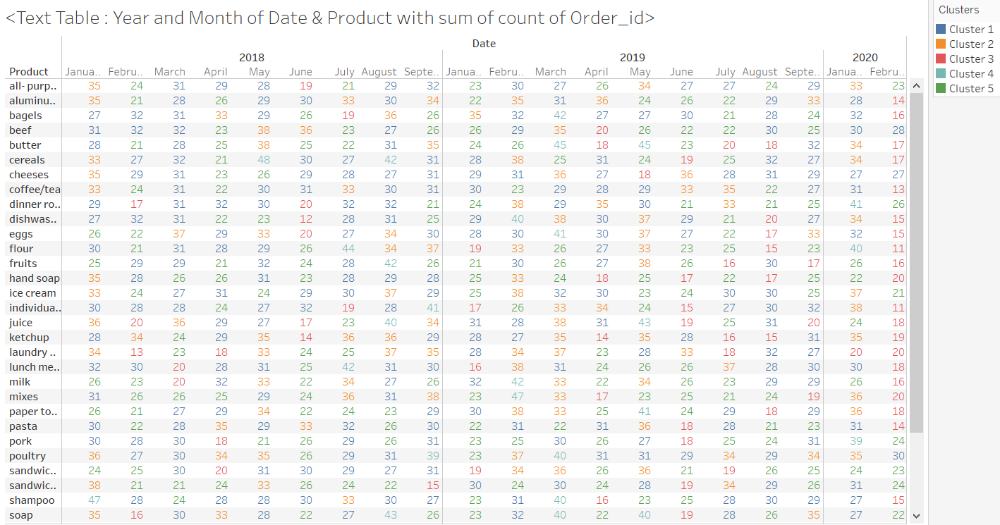 <Text Table : Year and Month of Date & Product with sum of count of Order_id>
Date
2018 2019 2020
Product Janua.. Febru.. March April May June July August Septe.. Janua.. Febru.. March April May June July August Septe.. Janua.. Febru..
all- purp.. 35 24 31 29 28 19 21 29 32 23 30 27 26 34 27 27 24 29 33 23
aluminu.. 35 21 28 26 29 30 33 30 34 22 35 31 36 24 26 22 29 33 28 14
bagels 27 32 31 33 29 26 19 36 26 35 32 42 27 27 30 21 28 24 32 16
beef 31 32 32 23 38 36 23 27 26 26 29 35 20 26 22 22 30 25 30 28
butter 28 21 28 25 38 25 22 31 35 24 26 45 18 45 23 20 18 32 34 17
cereals 33 27 32 21 48 30 27 42 31 28 38 25 31 24 19 25 32 27 34 17
cheeses 35 29 31 23 26 29 28 27 31 29 31 36 27 18 36 28 31 29 27 27
coffee/tea 33 24 31 22 30 31 33 30 31 30 23 29 28 29 33 35 22 27 31 13
dinner ro.. 29 17 31 32 30 20 32 32 21 24 38 29 35 30 21 33 21 25 41 26
dishwas.. 27 32 31 22 23 12 28 31 25 29 40 38 30 37 29 21 20 27 34 15
eggs 26 22 37 29 33 20 27 34 30 28 30 41 30 37 27 22 17 33 32 15
flour 30 21 31 28 29 26 44 34 37 19 33 26 27 33 23 25 15 23 40 11
fruits 25 29 29 21 32 24 28 42 26 21 30 26 27 38 26 16 30 17 26 16
hand soap 35 28 26 26 31 23 28 29 28 25 33 24 18 25 17 22 17 25 22 20
ice cream 33 24 27 31 24 29 30 37 29 25 38 32 30 23 24 30 30 25 37 21
individua.. 30 28 28 24 27 32 19 28 41 17 26 33 34 24 15 27 30 32 38 11
juice 36 20 36 29 27 17 23 40 34 31 28 38 31 43 19 25 31 20 24 18
ketchup 28 34 24 29 35 14 36 36 29 28 27 35 14 35 28 16 15 31 35 19
laundry .. 34 13 23 18 33 24 25 37 35 28 34 37 23 28 33 18 32 27 20 20
lunch me.. 32 30 20 28 31 25 42 31 30 16 38 31 24 26 26 37 28 30 30 18
milk 26 23 20 32 33 22 34 27 26 32 42 33 22 34 26 23 29 29 26 16
mixes 31 26 26 25 29 24 36 31 38 23 47 33 17 23 25 21 24 19 36 20
paper to.. 26 21 27 29 34 22 24 23 29 30 38 33 25 41 24 29 18 29 36 18
pasta 30 22 28 35 29 33 32 26 30 22 31 22 31 36 18 28 21 23 31 14
pork 30 28 30 18 21 26 29 26 31 23 25 30 26 27 18 25 24 31 39 24
poultry 36 27 30 34 35 26 29 31 39 23 37 40 31 31 29 34 29 34 35 30
sandwic.. 24 25 30 20 31 30 29 27 31 19 34 36 26 36 21 19 26 25 24 23
sandwic.. 38 21 21 24 33 26 24 22 15 30 24 30 24 28 19 34 29 26 31 24
shampoo 47 28 24 28 28 30 33 30 27 23 31 40 16 23 25 28 30 29 27 15
soap 35 16 30 33 28 22 27 43 26 23 32 40 22 40 19 28 26 35 27 22
Clusters
Cluster 1
Cluster 2
Cluster 3
Cluster 4
Cluster 5